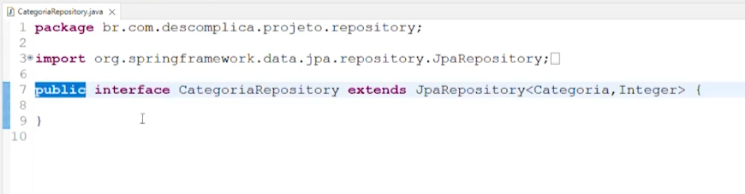 CategoriaRepository.java
1 package br.com.descomplica.projeto.repository;
2
3 import org.springframework.data.jpa.repository.JpaRepository;
6
7 public interface CategoriaRepository extends JpaRepository<Categoria,Integer> {
8
9 }
10